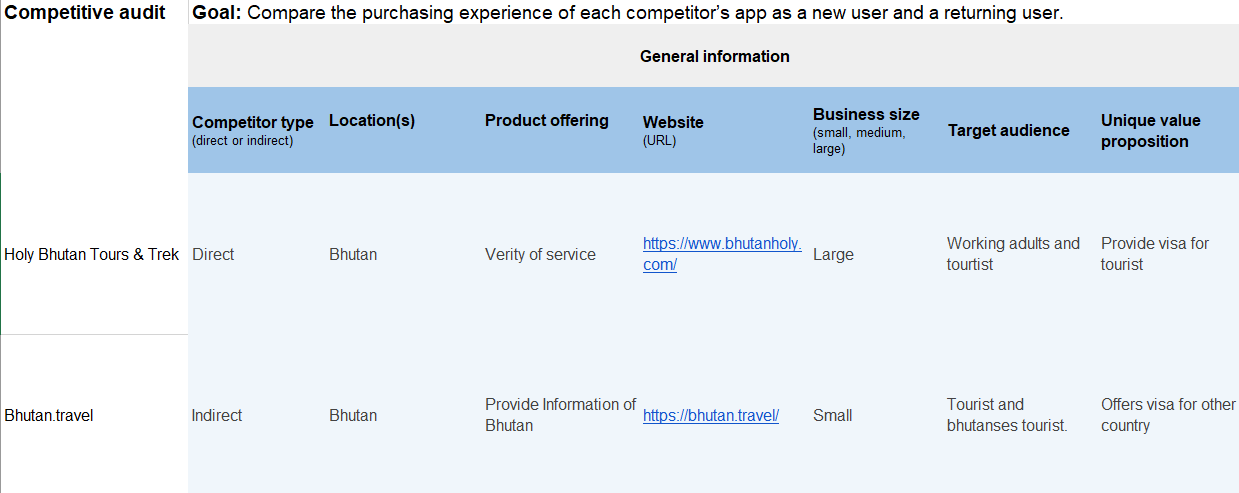 Competitive audit
Goal: Compare the purchasing experience of each competitor’s app as a new user and a returning user.
General information
Competitor type
(direct or indirect)
Location(s)
Product offering
Website
(URL)
Business size
(small, medium,
large)
Target audience
Unique value
proposition
Holy Bhutan Tours & Trek
Direct
Bhutan
Verity of service
https://www.bhutanholy.
com/
Large
Working adults and
tourtist
Provide visa for
tourist
Bhutan.travel
Indirect
Bhutan
Provide Information of
Bhutan
https://bhutan.travel/
Small
Tourist and
bhutanses tourist.
Offers visa for other
country